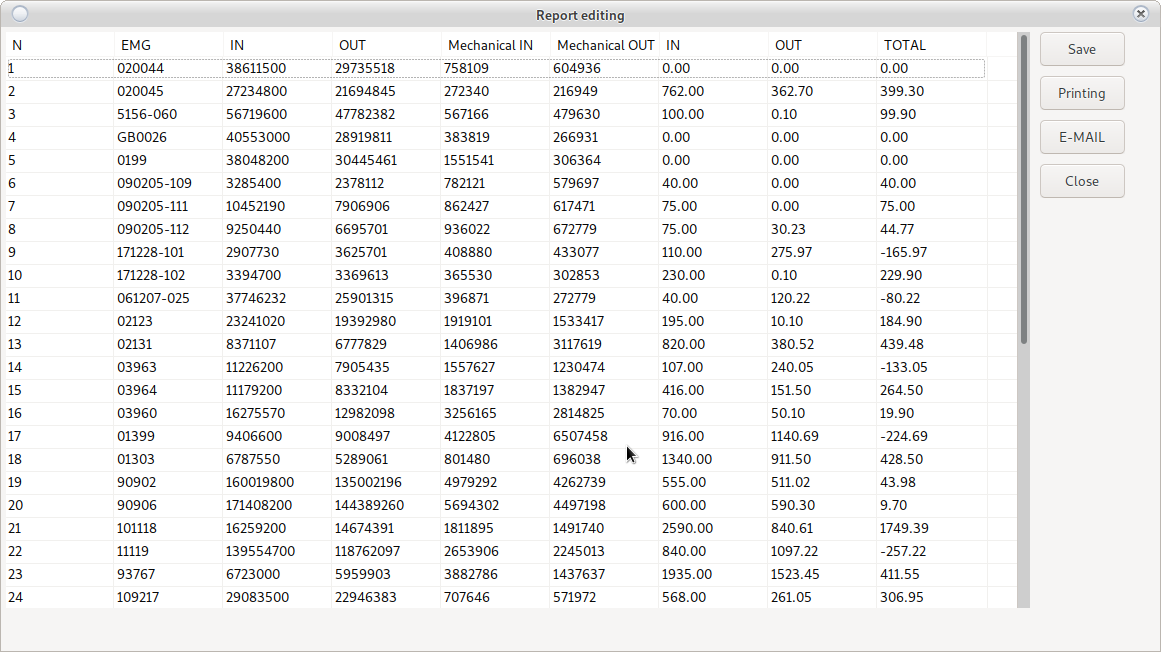 Report editing
N EMG IN OUT Mechanical IN Mechanical OUT IN OUT TOTAL
Save
1 020044 38611500 29735518 758109 604936 0.00 0.00 0.00
2 020045 27234800 21694845 272340 216949 762.00 362.70 399.30
Printing
3 5156-060 56719600 47782382 567166 479630 100.00 0.10 99.90
4 GB0026 40553000 28919811 383819 266931 0.00 0.00 0.00
E-MAIL
5 0199 38048200 30445461 1551541 306364 0.00 0.00 0.00
6 090205-109 3285400 2378112 782121 579697 40.00 0.00 40.00
Close
7 090205-111 10452190 7906906 862427 617471 75.00 0.00 75.00
8 090205-112 9250440 6695701 936022 672779 75.00 30.23 44.77
9 171228-101 2907730 3625701 408880 433077 110.00 275.97 -165.97
10 171228-102 3394700 3369613 365530 302853 230.00 0.10 229.90
11 061207-025 37746232 25901315 396871 272779 40.00 120.22 -80.22
12 02123 23241020 19392980 1919101 1533417 195.00 10.10 184.90
13 02131 8371107 6777829 1406986 3117619 820.00 380.52 439.48
14 03963 11226200 7905435 1557627 1230474 107.00 240.05 -133.05
15 03964 11179200 8332104 1837197 1382947 416.00 151.50 264.50
16 03960 16275570 12982098 3256165 2814825 70.00 50.10 19.90
17 01399 9406600 9008497 4122805 6507458 916.00 1140.69 -224.69
18 01303 6787550 5289061 801480 696038 1340.00 911.50 428.50
19 90902 160019800 135002196 4979292 4262739 555.00 511.02 43.98
20 90906 171408200 144389260 5694302 4497198 600.00 590.30 9.70
21 101118 16259200 14674391 1811895 1491740 2590.00 840.61 1749.39
22 11119 139554700 118762097 2653906 2245013 840.00 1097.22 -257.22
23 93767 6723000 5959903 3882786 1437637 1935.00 1523.45 411.55
24 109217 29083500 22946383 707646 571972 568.00 261.05 306.95